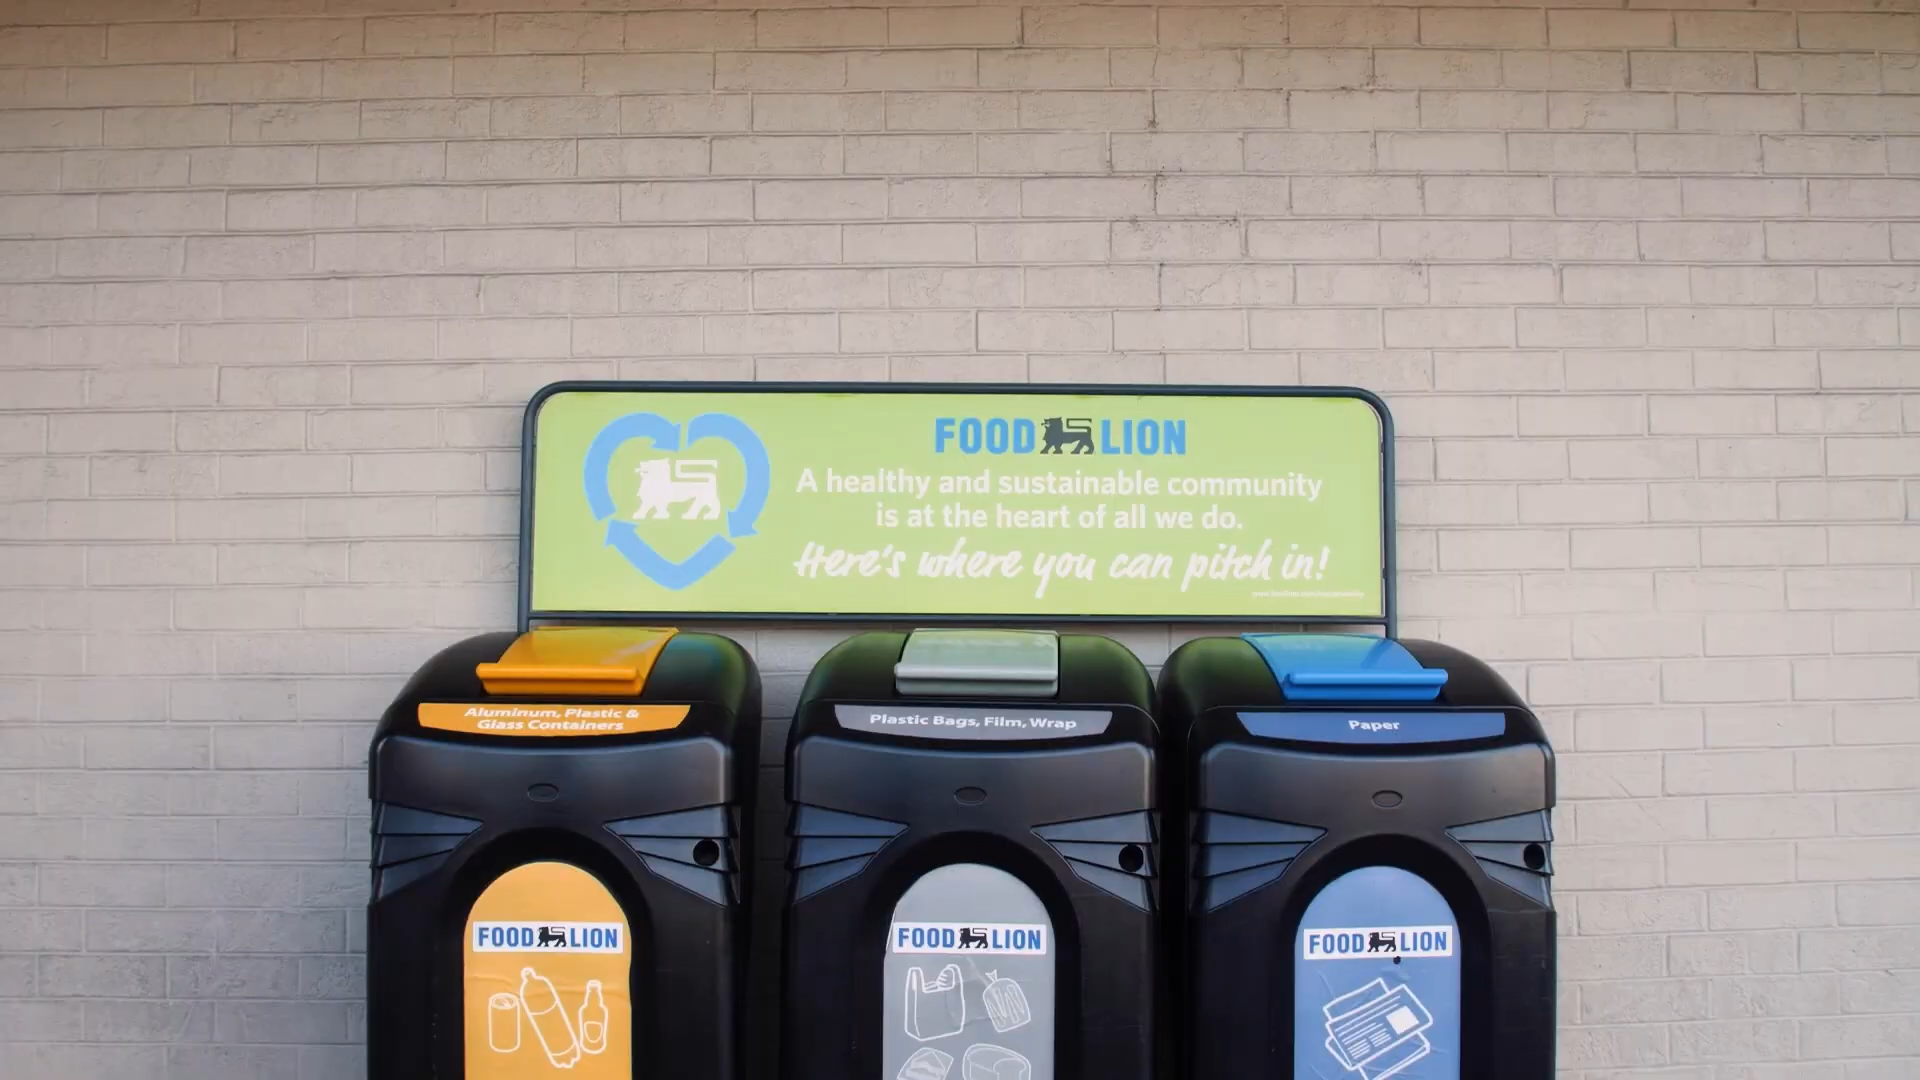 FOOD LION
A healthy and sustainable community
is at the heart of all we do.
Here's where you can pitch in!
Aluminum, Plastic &
Glass Containers
Plastic Bags, Film, Wrap
Paper
FOOD LION
FOOD LION
FOOD LION